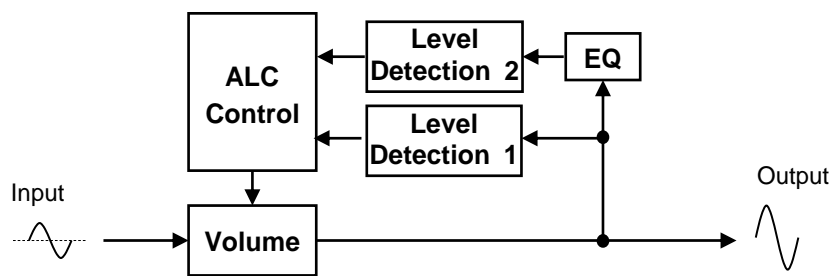 Level
Detection 2
EQ
ALC
Control
Level
Detection 1
Input
Output
Volume